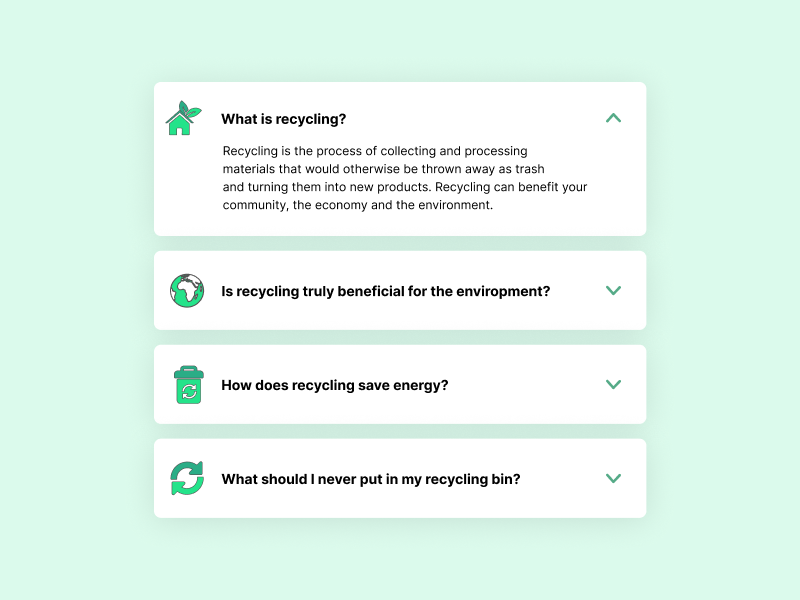 What is recycling?
Recycling is the process of collecting and processing
materials that would otherwise be thrown away as trash
and turning them into new products. Recycling can benefit your
community, the economy and the environment.
Is recycling truly beneficial for the enviropment?
How does recycling save energy?
What should I never put in my recycling bin?